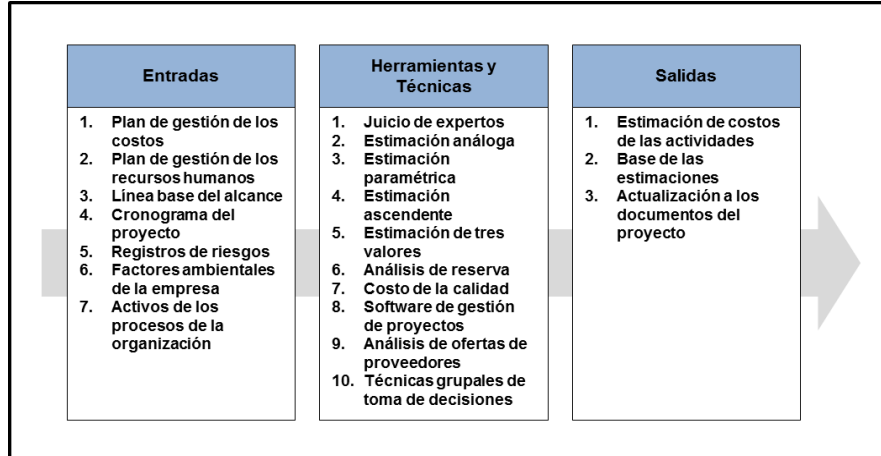 Entradas
1. Plan de gestión de los
costos
2. Plan de gestión de los
recursos humanos
3. Línea base del alcance
4. Cronograma del
proyecto
5. Registros de riesgos
6. Factores ambientales
de la empresa
7. Activos de los
procesos de la
organización
Herramientas y
Técnicas
1. Juicio de expertos
2. Estimación análoga
3. Estimación
paramétrica
4. Estimación
ascendente
5. Estimación de tres
valores
6. Análisis de reserva
7. Costo de la calidad
8. Software de gestión
de proyectos
9. Análisis de ofertas de
proveedores
10. Técnicas grupales de
toma de decisiones
Salidas
1. Estimación de costos
de las actividades
2. Base de las
estimaciones
3. Actualización a los
documentos del
proyecto